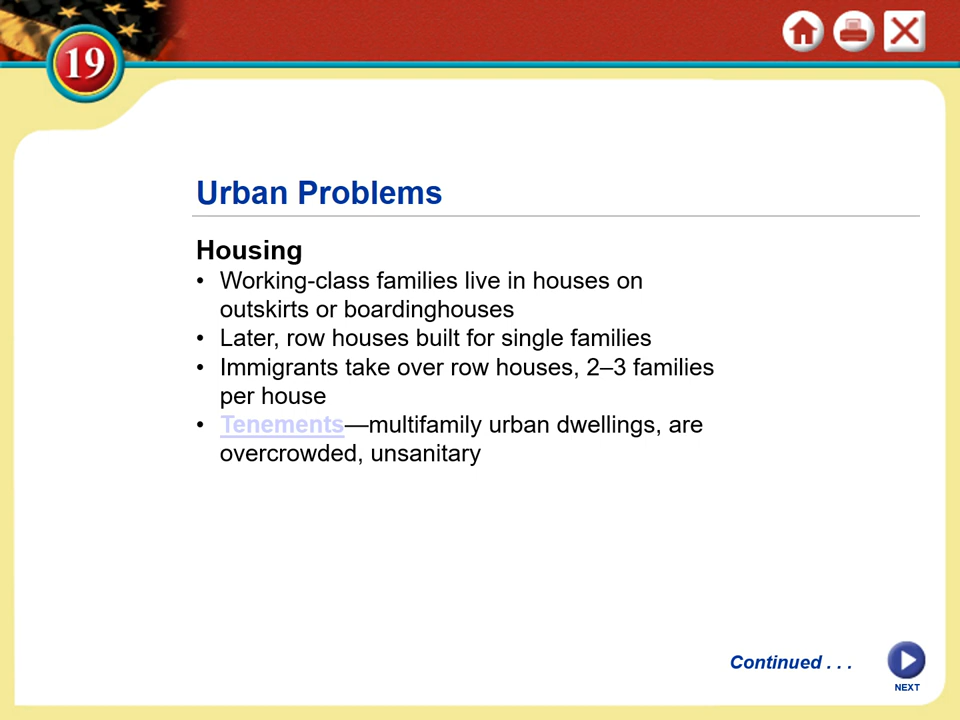 19
Urban Problems
Housing
• Working-class families live in houses on
outskirts or boardinghouses
• Later, row houses built for single families
• Immigrants take over row houses, 2–3 families
per house
• Tenements—multifamily urban dwellings, are
overcrowded, unsanitary
Continued . . .
NEXT